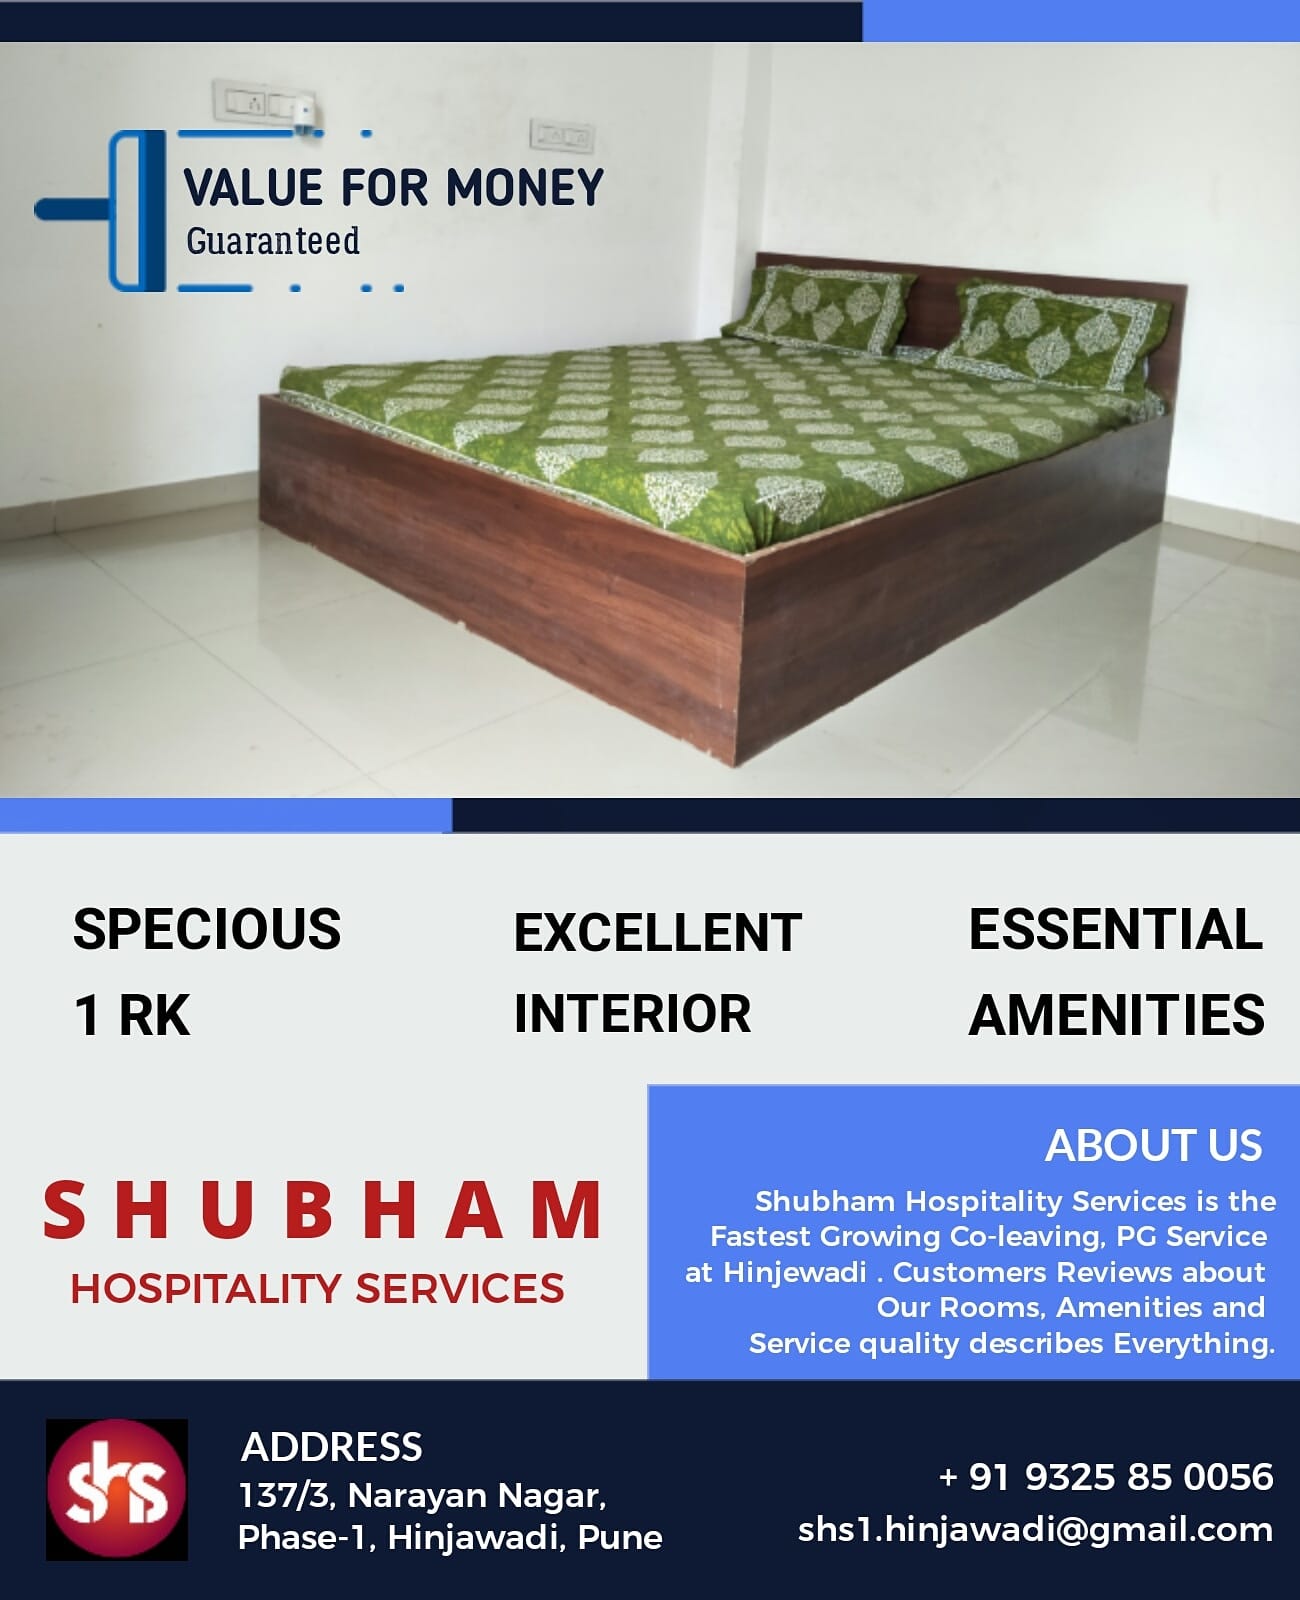 VALUE FOR MONEY
Guaranteed
SPECIOUS
1 RK
EXCELLENT
INTERIOR
ESSENTIAL
AMENITIES
SHUBHAM
HOSPITALITY SERVICES
ABOUT US
Shubham Hospitality Services is the
Fastest Growing Co-leaving, PG Service
at Hinjewadi . Customers Reviews about
Our Rooms, Amenities and
Service quality describes Everything.
shs
ADDRESS
137/3, Narayan Nagar,
Phase-1, Hinjawadi, Pune
+ 91 9325 85 0056
shs1.hinjawadi@gmail.com